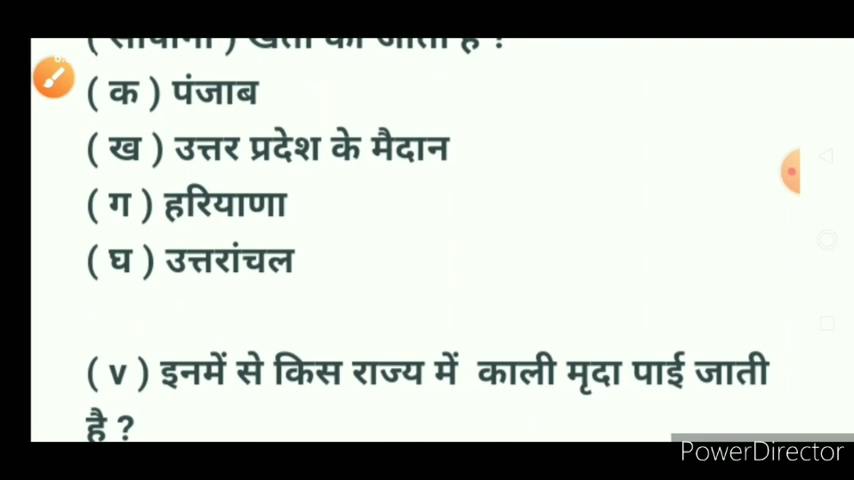 ( सोपानी ) खेती की जाती है ?
( क ) पंजाब
( ख ) उत्तर प्रदेश के मैदान
( ग ) हरियाणा
( घ ) उत्तरांचल
( v ) इनमें से किस राज्य में काली मृदा पाई जाती
है ?
PowerDirector